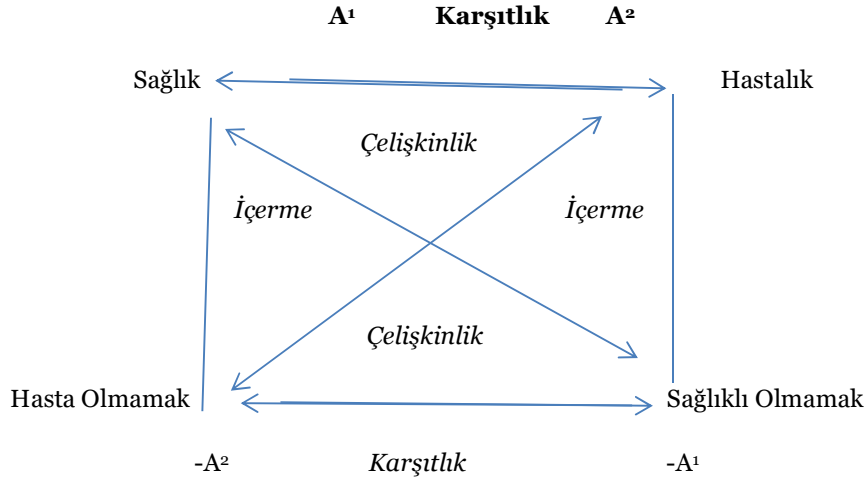 A¹ Karşıtlık A²
Sağlık Hastalık
Çelişkinlik
İçerme İçerme
Çelişkinlik
Hasta Olmamak Sağlıklı Olmamak
-A² Karşıtlık -A¹